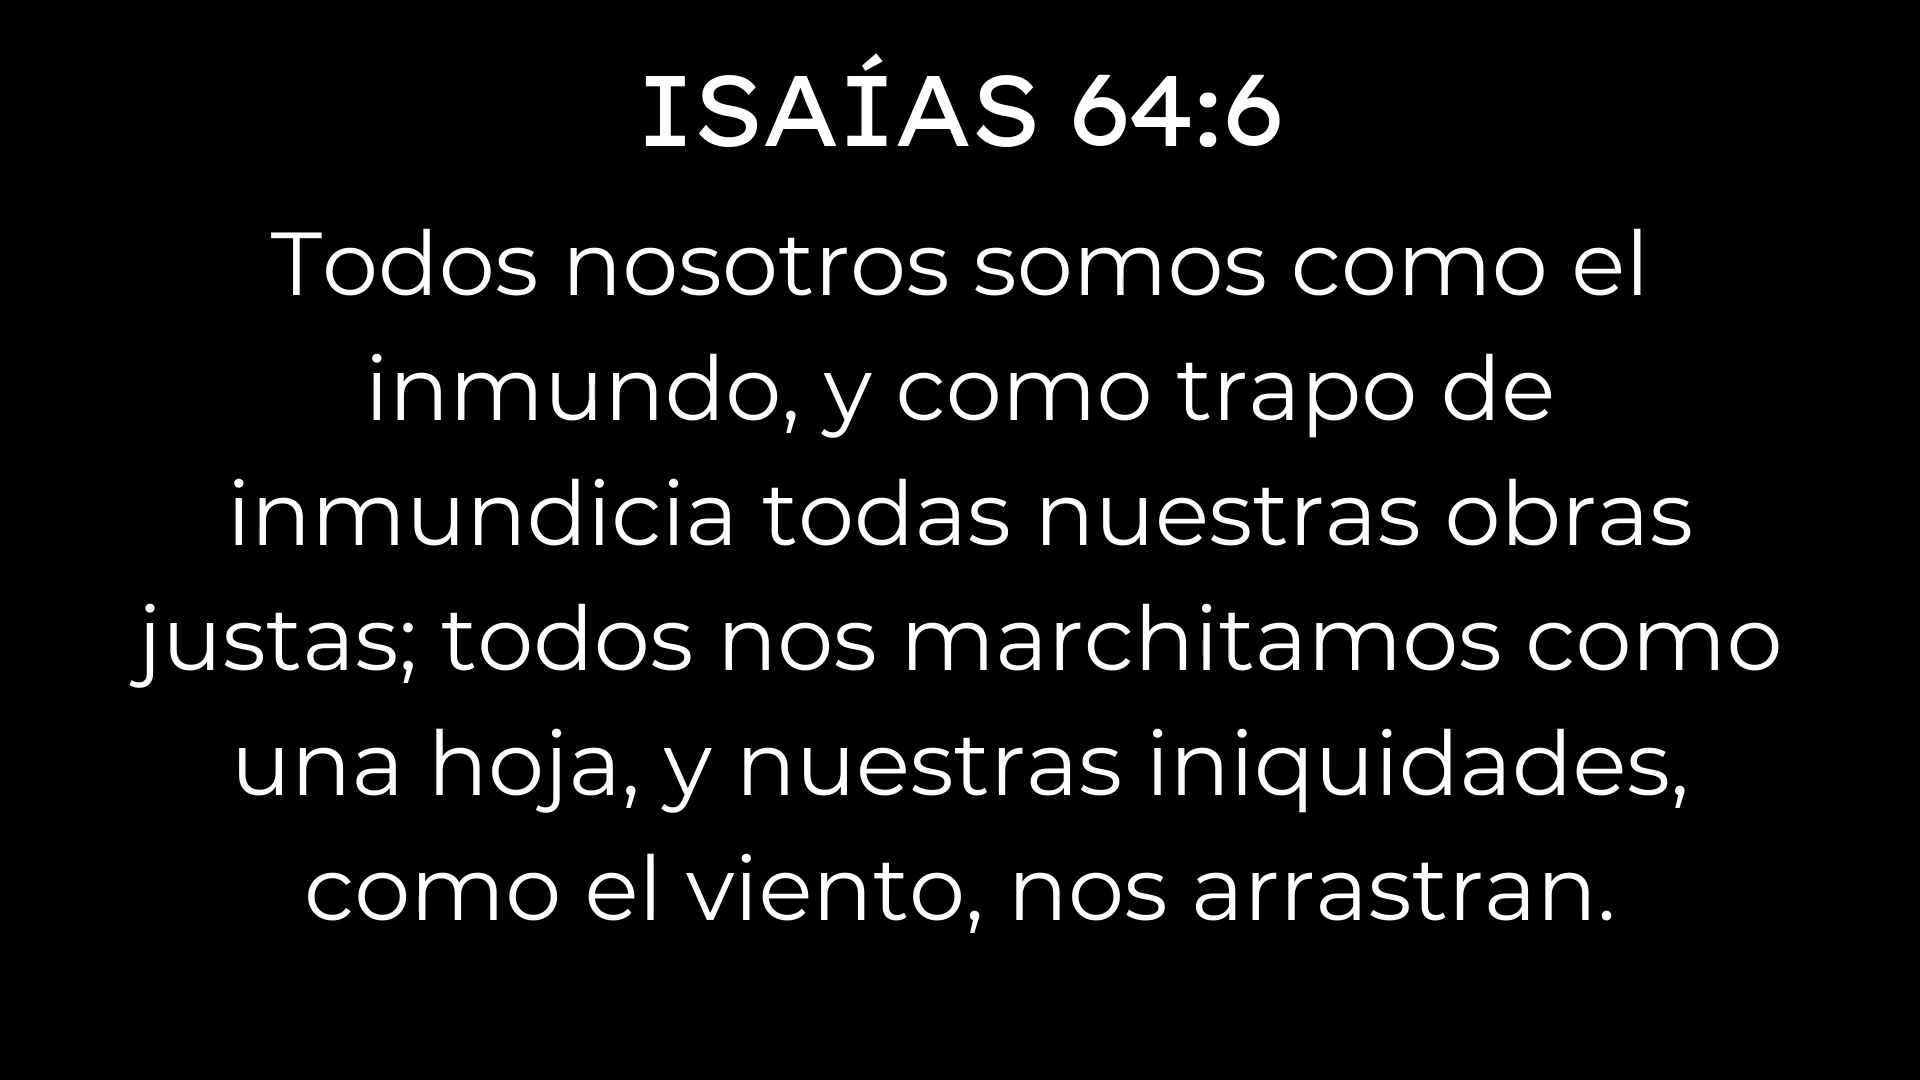 ISAÍAS 64:6
Todos nosotros somos como el
inmundo, y como trapo de
inmundicia todas nuestras obras
justas; todos nos marchitamos como
una hoja, y nuestras iniquidades,
como el viento, nos arrastran.